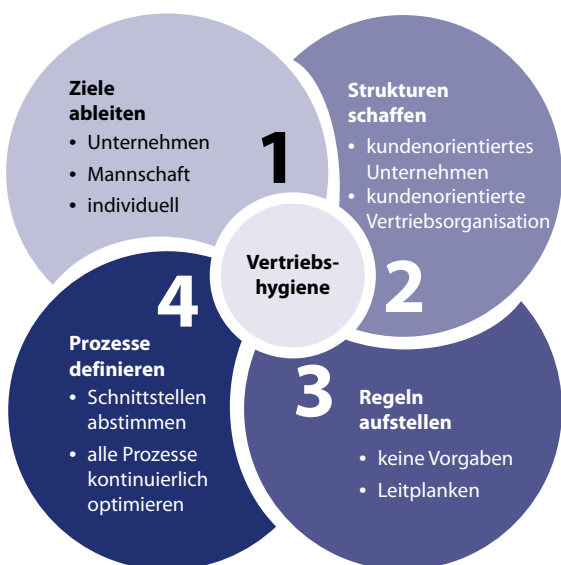 Ziele
ableiten
• Unternehmen
• Mannschaft
• individuell
1
Strukturen
schaffen
• kundenorientiertes
Unternehmen
• kundenorientierte
Vertriebsorganisation
2
Vertriebs-
hygiene
3
Regeln
aufstellen
• keine Vorgaben
• Leitplanken
4
Prozesse
definieren
• Schnittstellen
abstimmen
• alle Prozesse
kontinuierlich
optimieren